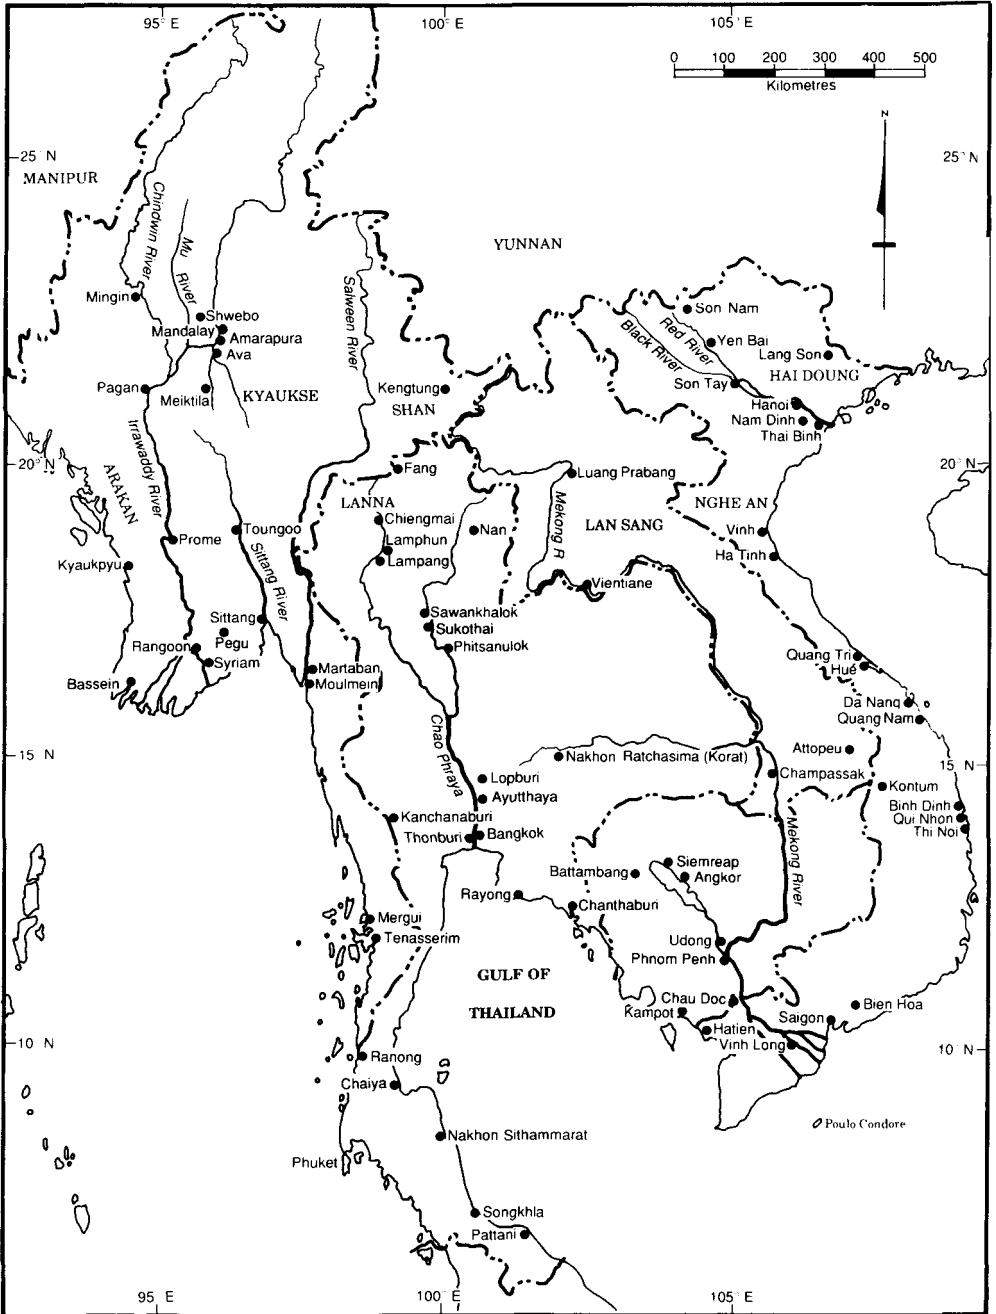 95° E
100° E
105° E
0 100 200 300 400 500
Kilometres
N
25° N
25° N
MANIPUR
Chindwin River
Mu River
YUNNAN
Salween River
Mingin
Shwebo
Mandalay
Amarapura
Ava
Son Nam
Red River
Black River
Yen Bai
Lang Son
HAI DOUNG
Son Tay
Pagan
Meiktila
KYAUKSE
Kengtung
SHAN
Hanoi
Nam Dinh
Thai Binh
Irrawaddy River
ARAKAN
20° N
20° N
Fang
Luang Prabang
LANNA
Mekong R
LAN SANG
NGHE AN
Chiengmai
Nan
Toungoo
Prome
Lamphun
Lampang
Vinh
Ha Tinh
Kyaukpyu
Sittang River
Vientiane
Sawankhalok
Sukothai
Sittang
Pegu
Phitsanulok
Rangoon
Syriam
Quang Tri
Hué
Martaban
Moulmein
Bassein
Da Nanq
Quang Nam
Chao Phraya
Attopeu
15° N
15° N
Nakhon Ratchasima (Korat)
Champassak
Lopburi
Ayutthaya
Kontum
Binh Dinh
Qui Nhon
Thi Noi
Kanchanaburi
Thonburi
Bangkok
Mekong River
Siemreap
Angkor
Battambang
Rayong
Chanthaburi
Mergui
Tenasserim
Udong
Phnom Penh
GULF OF
THAILAND
Chau Doc
Kampot
Hatien
Vinh Long
Saigon
Bien Hoa
10° N
10° N
Ranong
Chaiya
Poulo Condore
Nakhon Sithammarat
Phuket
Songkhla
Pattani
95° E
100° E
105° E